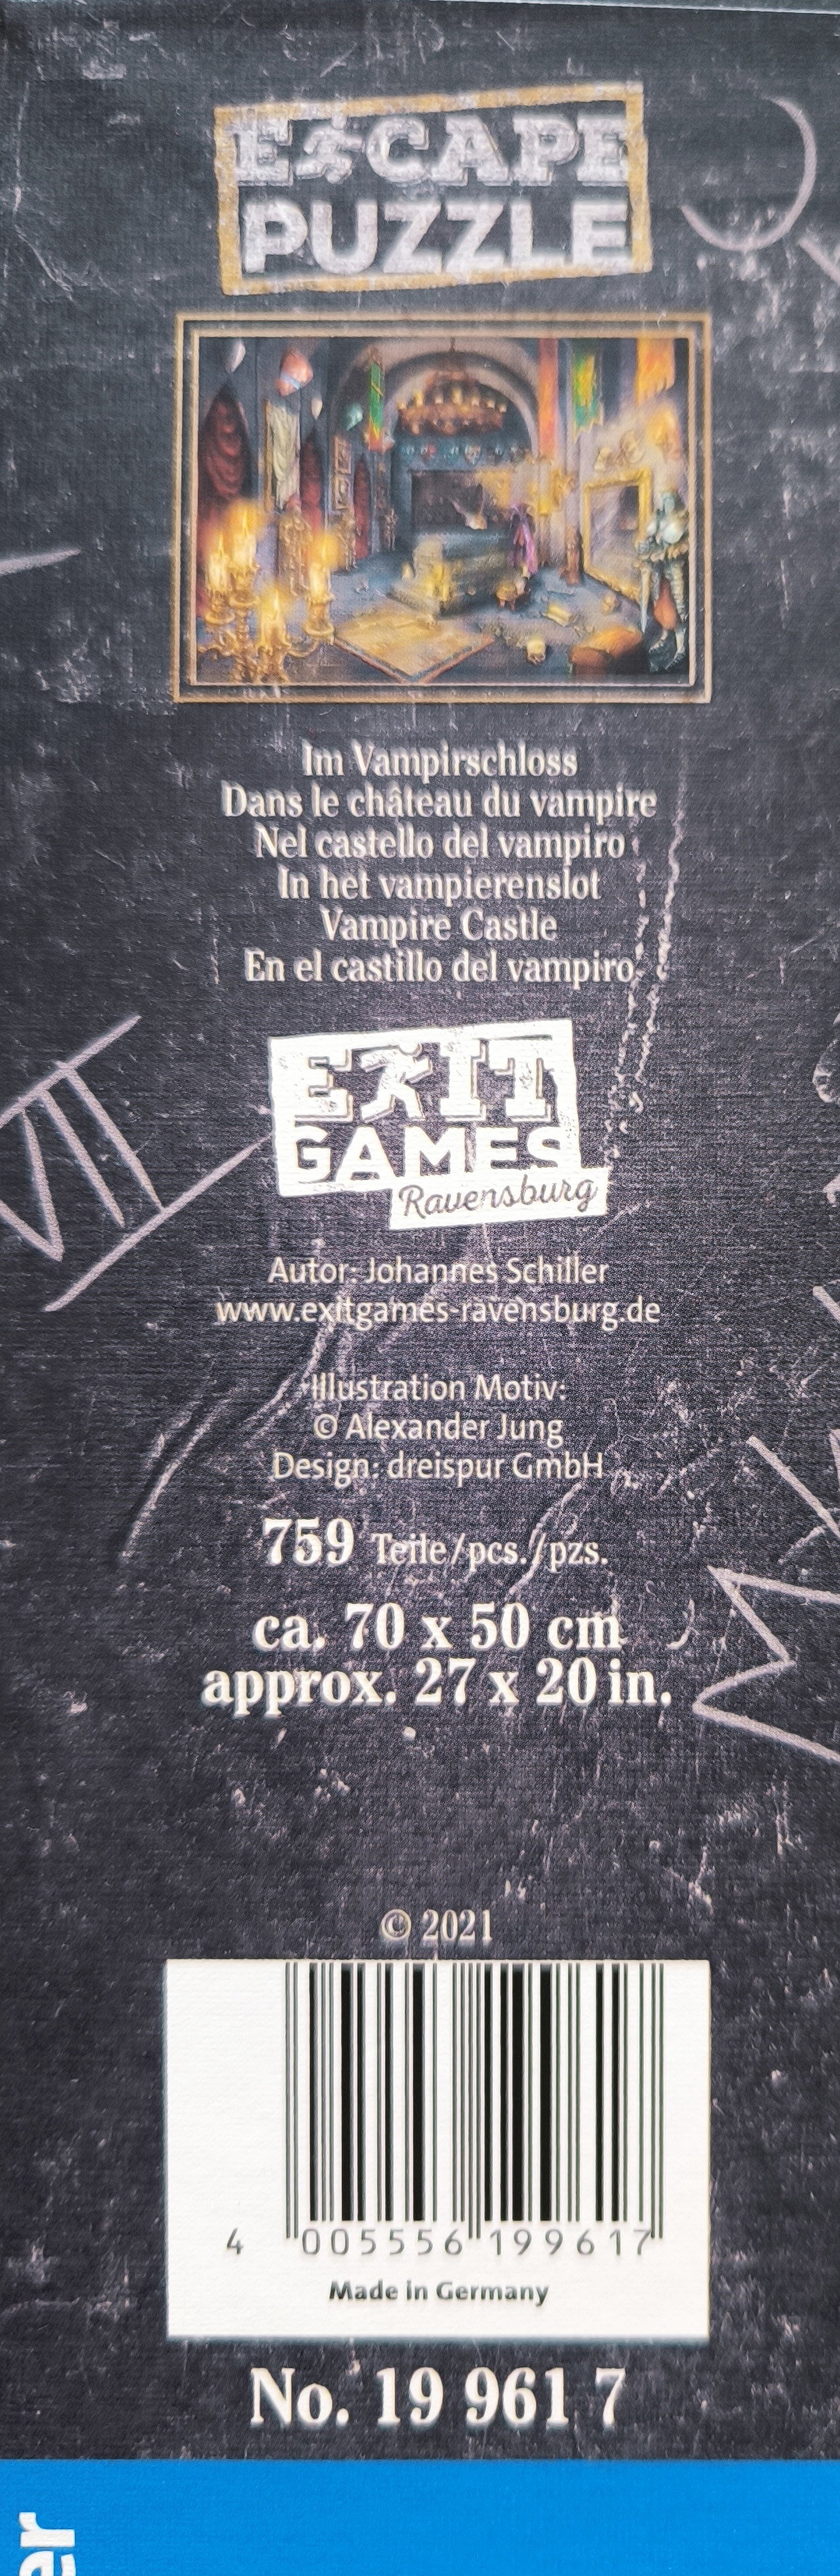 ESCAPE
PUZZLE
Im Vampirschloss
Dans le château du vampire
Nel castello del vampiro
In het vampierenslot
Vampire Castle
En el castillo del vampiro
VII
EXIT
GAMES
Ravensburg
Autor: Johannes Schiller
www.exitgames-ravensburg.de
Illustration Motiv:
© Alexander Jung
Design: dreispur GmbH
759 Teile/pcs./pzs.
ca. 70 x 50 cm
approx. 27 x 20 in.
© 2021
4 005556 199617
Made in Germany
No. 19 961 7
er